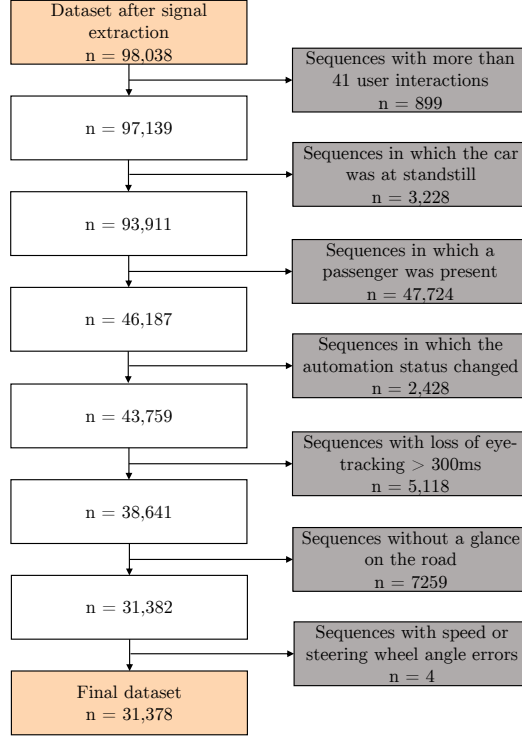 Dataset after signal
extraction
n = 98,038
Sequences with more than
41 user interactions
n = 899
n = 97,139
Sequences in which the car
was at standstill
n = 3,228
n = 93,911
Sequences in which a
passenger was present
n = 47,724
n = 46,187
Sequences in which the
automation status changed
n = 2,428
n = 43,759
Sequences with loss of eye-
tracking > 300ms
n = 5,118
n = 38,641
Sequences without a glance
on the road
n = 7259
n = 31,382
Sequences with speed or
steering wheel angle errors
n = 4
Final dataset
n = 31,378